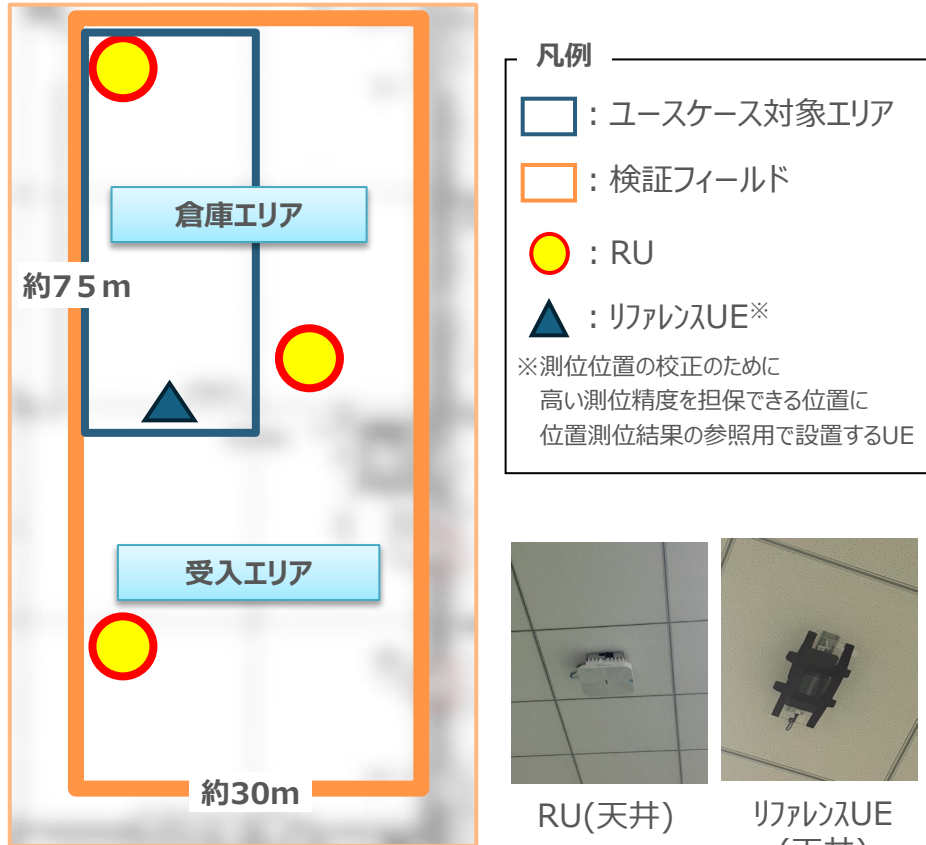 倉庫エリア
約7５m
受入エリア
約30m
凡例
：ユースケース対象エリア
：検証フィールド
：RU
：ﾘﾌｧﾚﾝｽUE※
※測位位置の校正のために
高い測位精度を担保できる位置に
位置測位結果の参照用で設置するUE
RU(天井)
ﾘﾌｧﾚﾝｽUE
(天井)